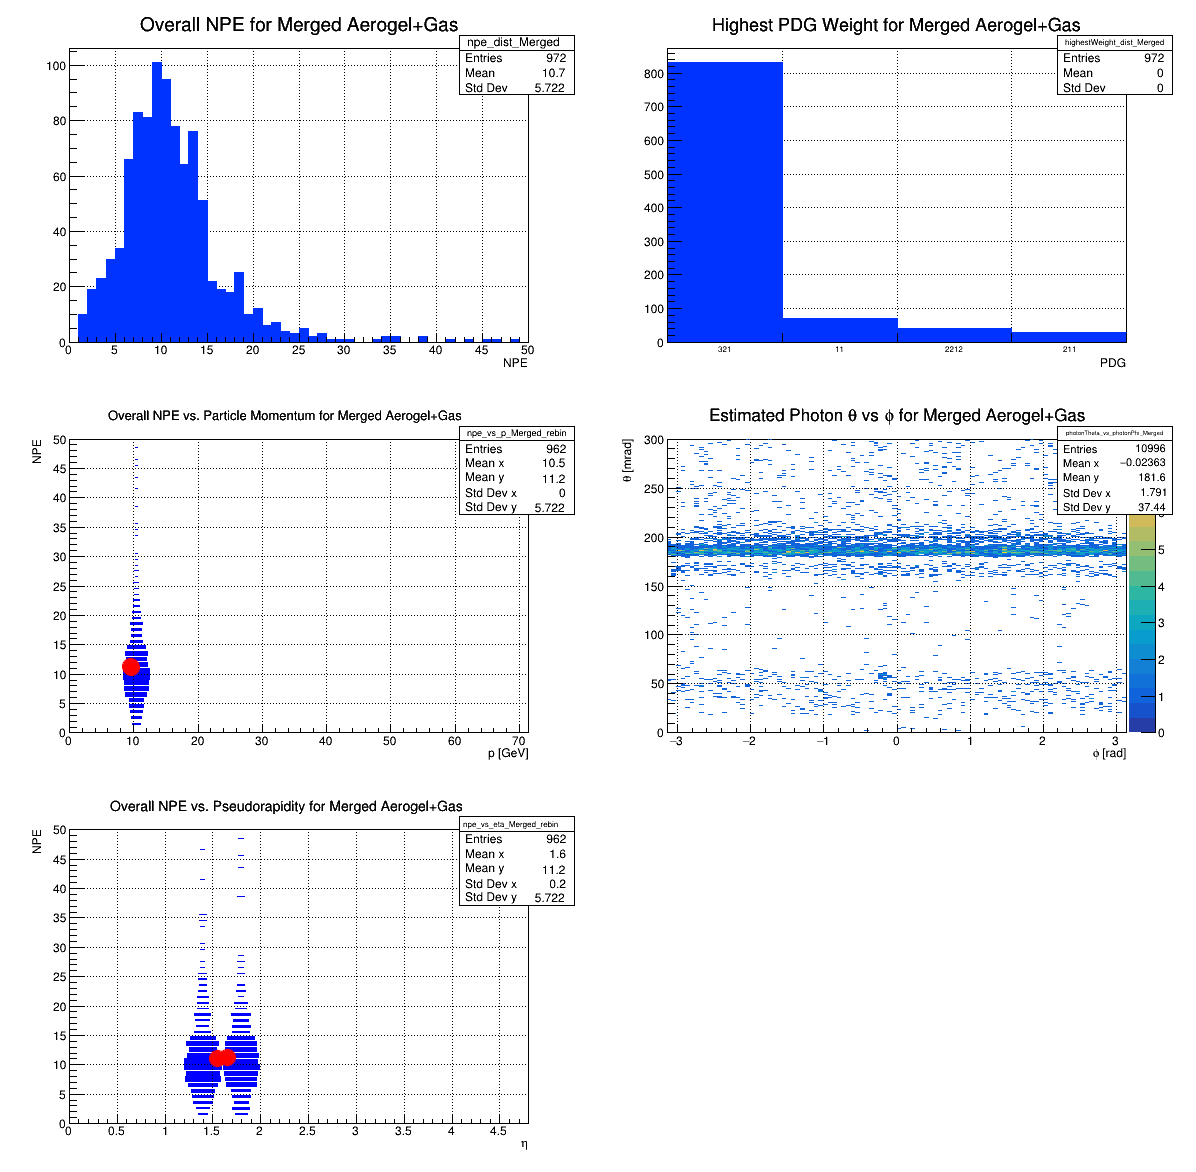 Overall NPE for Merged Aerogel+Gas
npe_dist_Merged
Entries 972
Mean 10.7
Std Dev 5.722
100
80
60
40
20
0
5 10 15 20 25 30 35 40 45 50
NPE
Highest PDG Weight for Merged Aerogel+Gas
highestWeight_dist_Merged
Entries 972
Mean 0
Std Dev 0
800
700
600
500
400
300
200
100
0
321 11 2212 211
PDG
Overall NPE vs. Particle Momentum for Merged Aerogel+Gas
NPE
npe_vs_p_Merged_rebin
Entries 962
Mean x 10.5
Mean y 11.2
Std Dev x 0
Std Dev y 5.722
50
45
40
35
30
25
20
15
10
5
0
0 10 20 30 40 50 60 70
p [GeV]
Estimated Photon θ vs ϕ for Merged Aerogel+Gas
θ [mrad]
photonTheta_vs_photonPhi_Merged
Entries 10996
Mean x −0.02363
Mean y 181.6
Std Dev x 1.791
Std Dev y 37.44
300
250
200
150
100
50
0
−3 −2 −1 0 1 2 3
ϕ [rad]
5
4
3
2
1
0
Overall NPE vs. Pseudorapidity for Merged Aerogel+Gas
NPE
npe_vs_eta_Merged_rebin
Entries 962
Mean x 1.6
Mean y 11.2
Std Dev x 0.2
Std Dev y 5.722
50
45
40
35
30
25
20
15
10
5
0
0 0.5 1 1.5 2 2.5 3 3.5 4 4.5
η